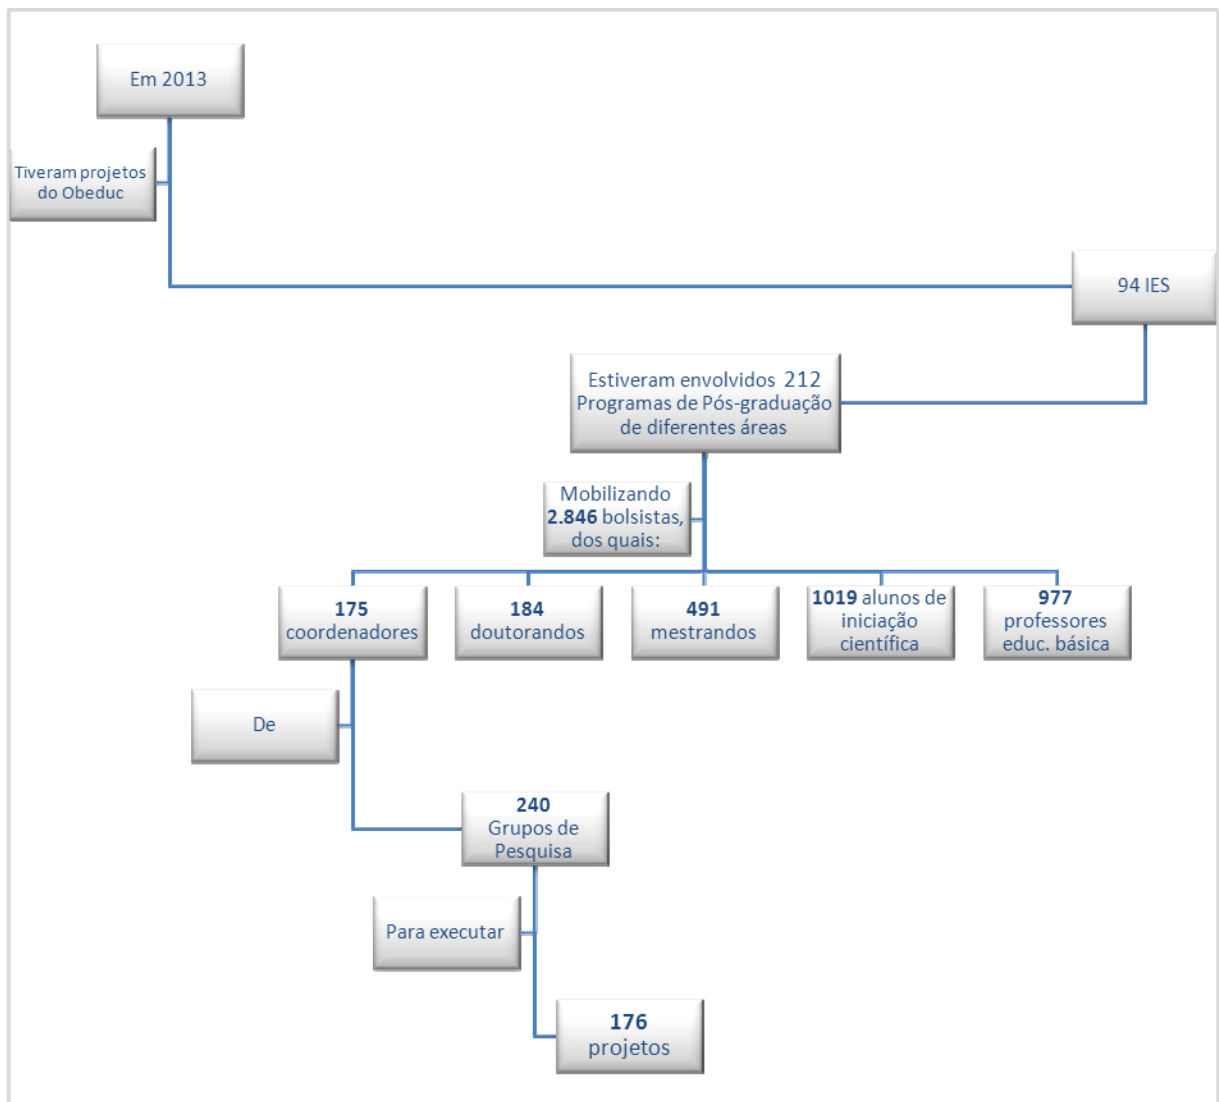 Em 2013
Tiveram projetos
do Obeduc
94 IES
Estiveram envolvidos 212
Programas de Pós-graduação
de diferentes áreas
Mobilizando
2.846 bolsistas,
dos quais:
175
coordenadores
184
doutorandos
491
mestrandos
1019 alunos de
iniciação
científica
977
professores
educ. básica
De
240
Grupos de
Pesquisa
Para executar
176
projetos